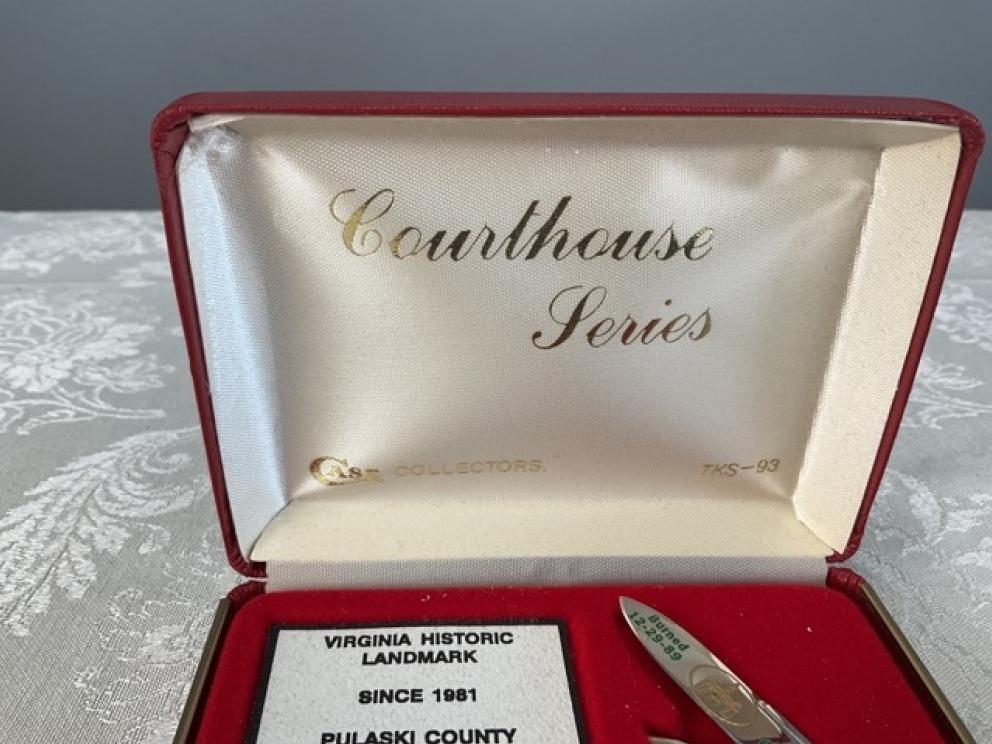 Courthouse
Series
CASE COLLECTORS.
TKS-93
VIRGINIA HISTORIC
LANDMARK
SINCE 1981
PULASKI COUNTY
Burned
12-29-89